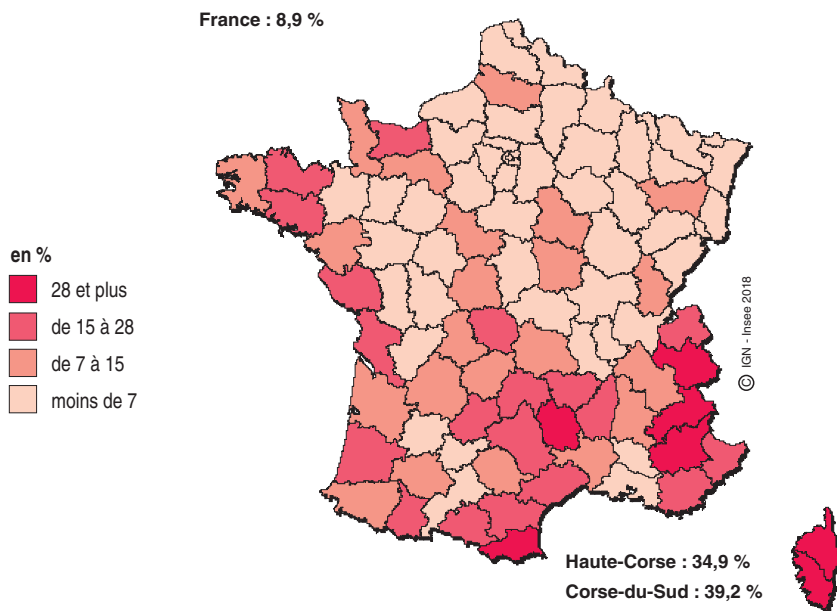 France : 8,9 %
en %
28 et plus
de 15 à 28
de 7 à 15
moins de 7
© IGN - Insee 2018
Haute-Corse : 34,9 %
Corse-du-Sud : 39,2 %